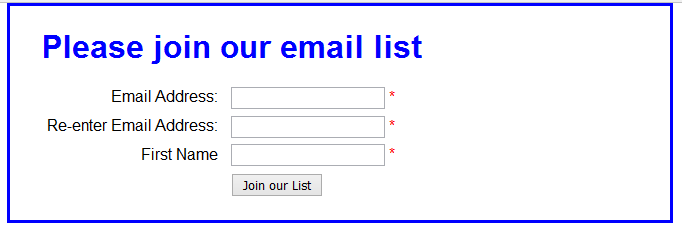 Please join our email list
Email Address: *
Re-enter Email Address: *
First Name *
Join our List